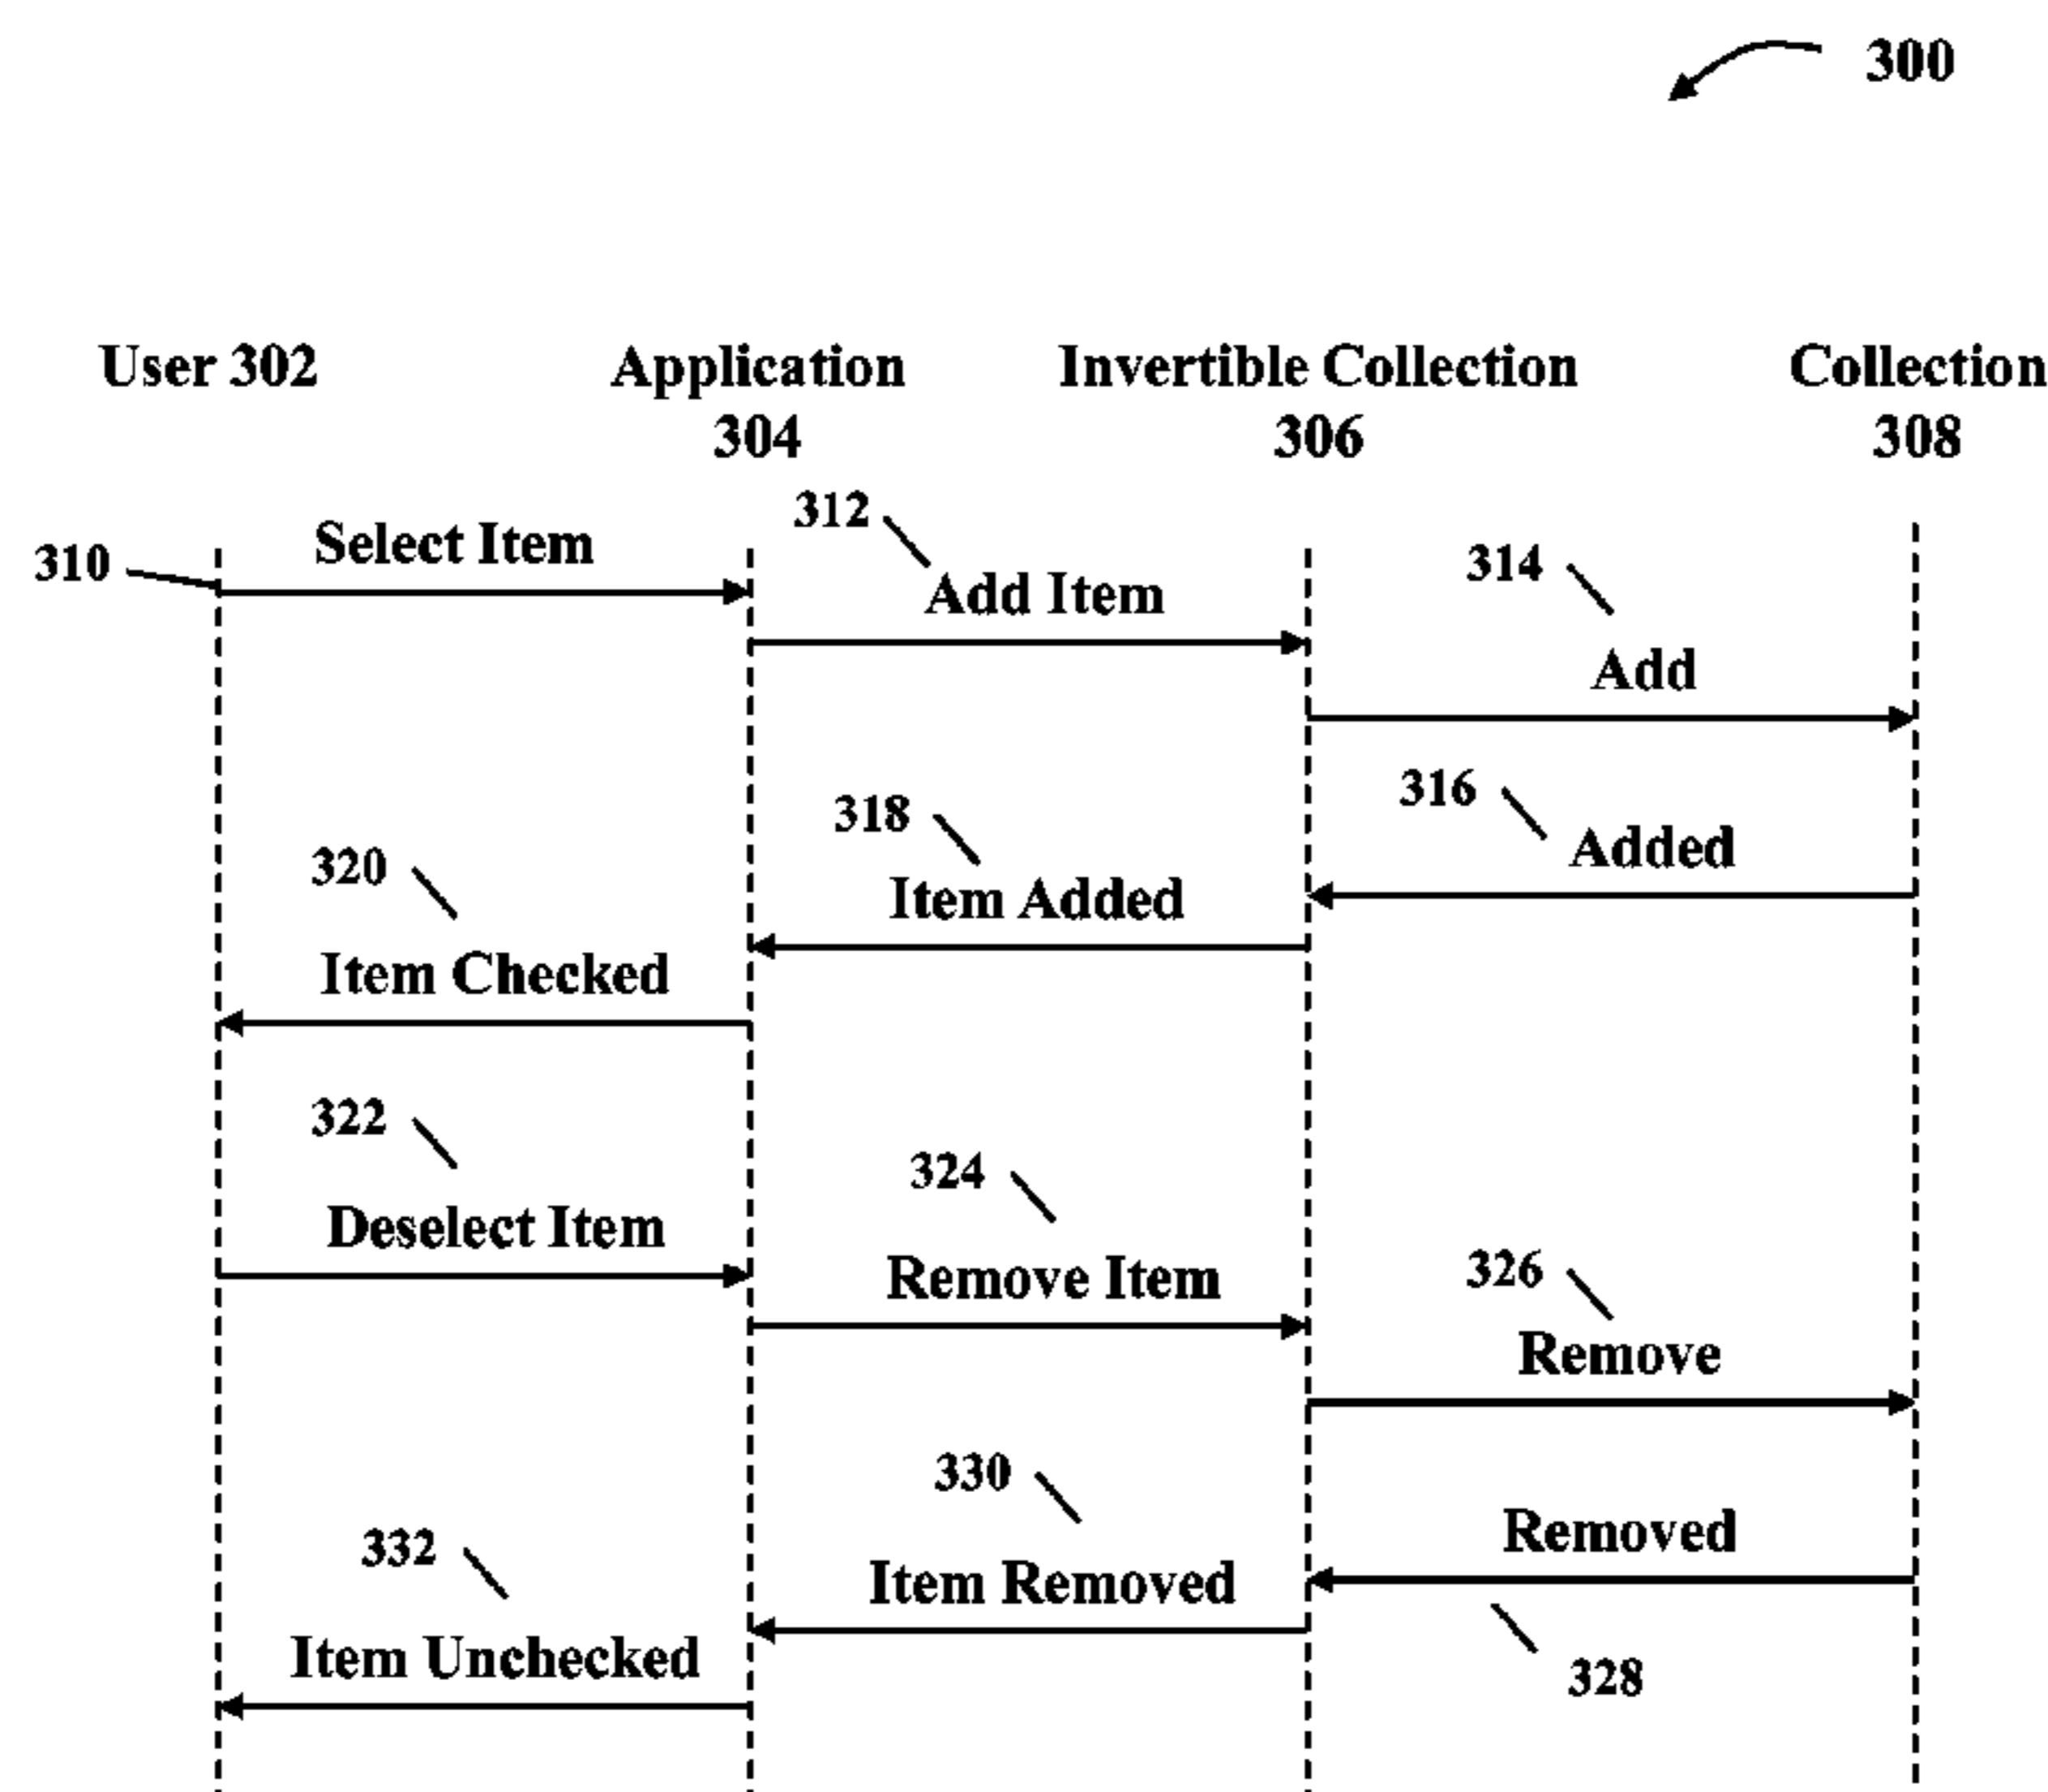 300
User 302
Application
304
Invertible Collection
306
Collection
308
310
Select Item
312
Add Item
314
Add
316
Added
318
Item Added
320
Item Checked
322
Deselect Item
324
Remove Item
326
Remove
Removed
328
330
Item Removed
332
Item Unchecked